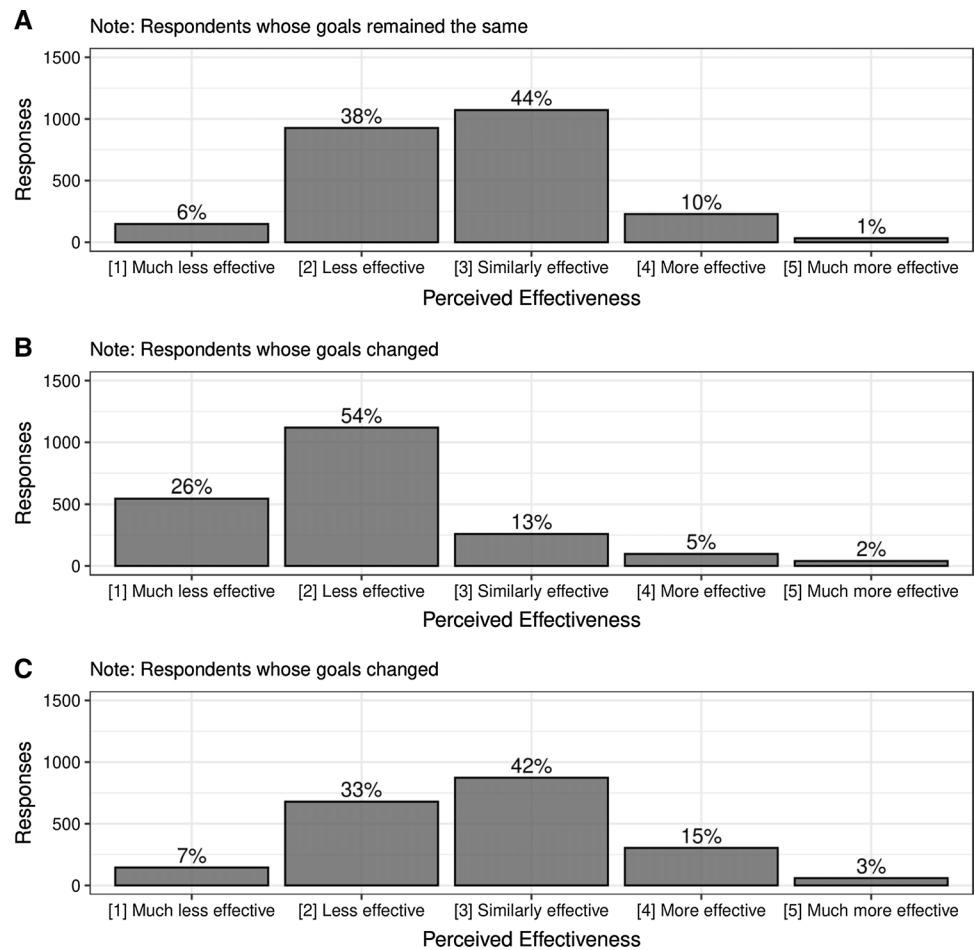 A
Note: Respondents whose goals remained the same
Responses
1500
1000
500
0
6%
38%
44%
10%
1%
[1] Much less effective [2] Less effective [3] Similarly effective [4] More effective [5] Much more effective
Perceived Effectiveness
B
Note: Respondents whose goals changed
Responses
1500
1000
500
0
26%
54%
13%
5%
2%
[1] Much less effective [2] Less effective [3] Similarly effective [4] More effective [5] Much more effective
Perceived Effectiveness
C
Note: Respondents whose goals changed
Responses
1500
1000
500
0
7%
33%
42%
15%
3%
[1] Much less effective [2] Less effective [3] Similarly effective [4] More effective [5] Much more effective
Perceived Effectiveness